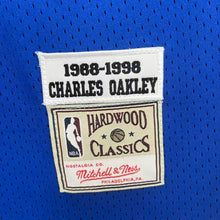 1988-1998
CHARLES OAKLEY
HARDWOOD
NBA
CLASSICS
NOSTALGIA CO.
Mitchell & Ness
PHILADELPHIA, PA.